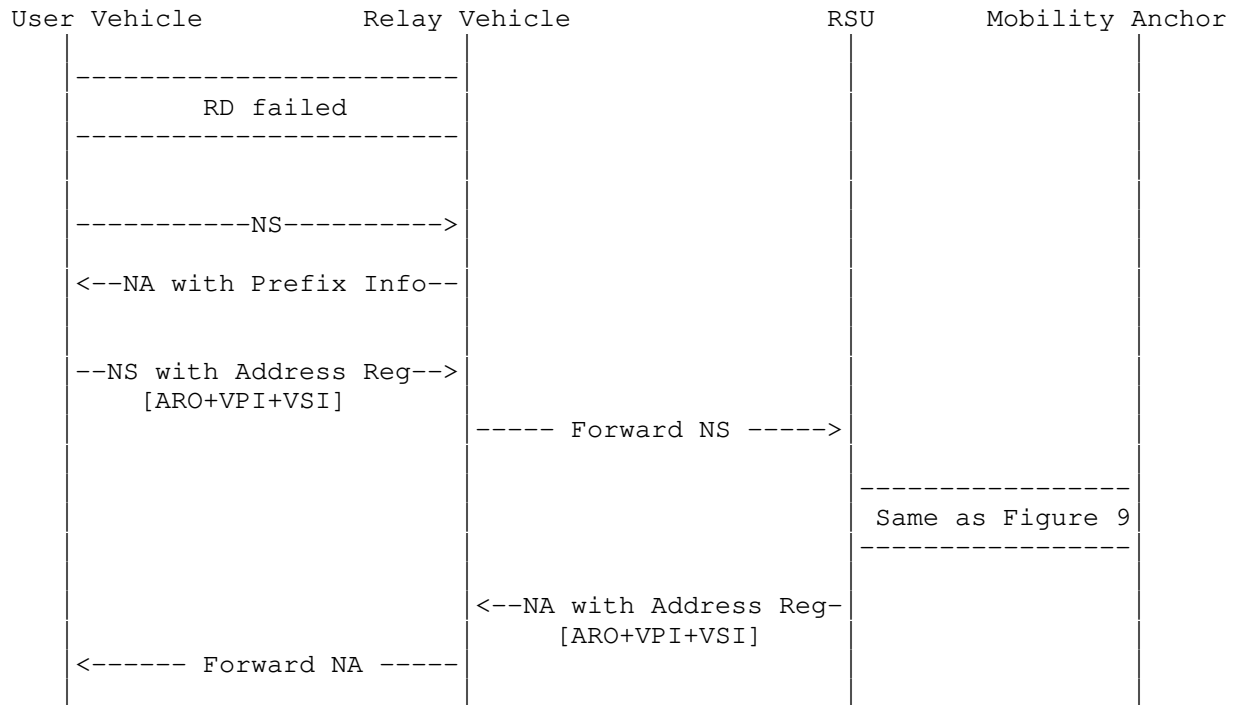 User Vehicle Relay Vehicle RSU Mobility Anchor
RD failed
-----------NS---------->
<--NA with Prefix Info--
--NS with Address Reg-->
[ARO+VPI+VSI]
----- Forward NS ----->
Same as Figure 9
<--NA with Address Reg-
[ARO+VPI+VSI]
<------ Forward NA -----